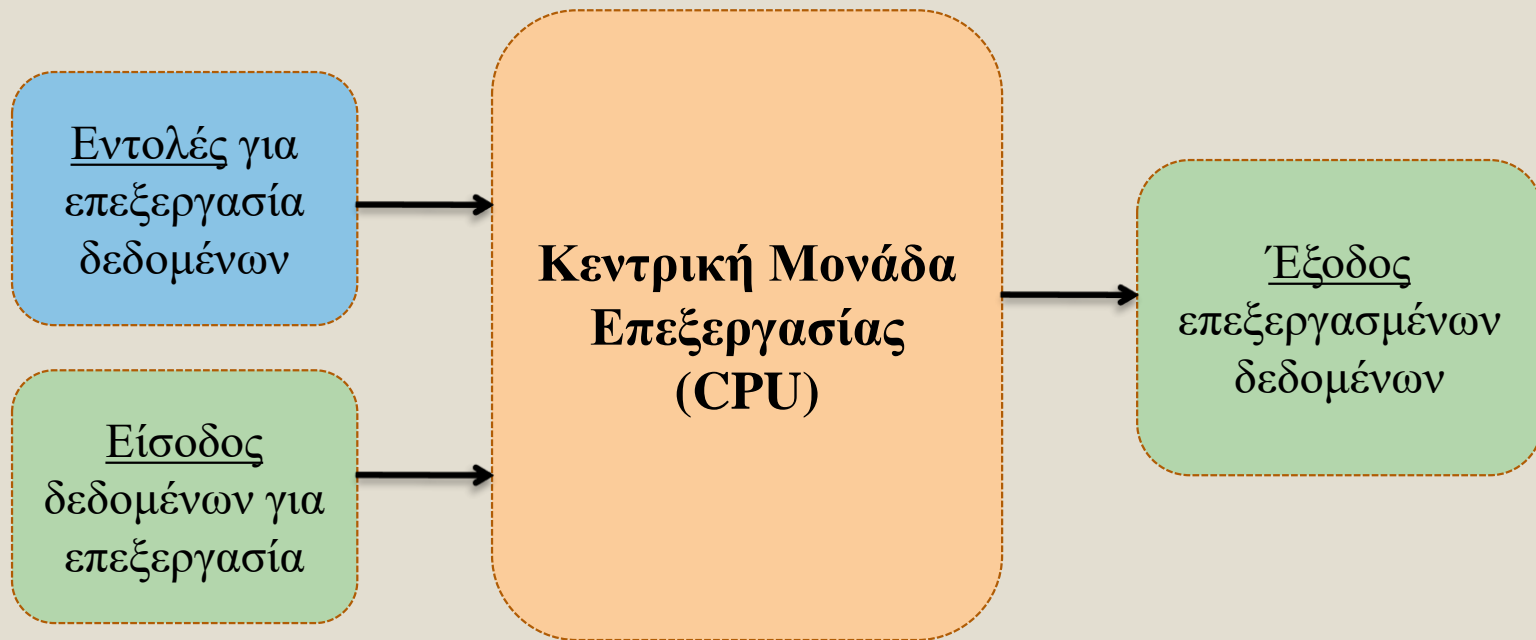 Εντολές για
επεξεργασία
δεδομένων
Είσοδος
δεδομένων για
επεξεργασία
Κεντρική Μονάδα
Επεξεργασίας
(CPU)
Έξοδος
επεξεργασμένων
δεδομένων